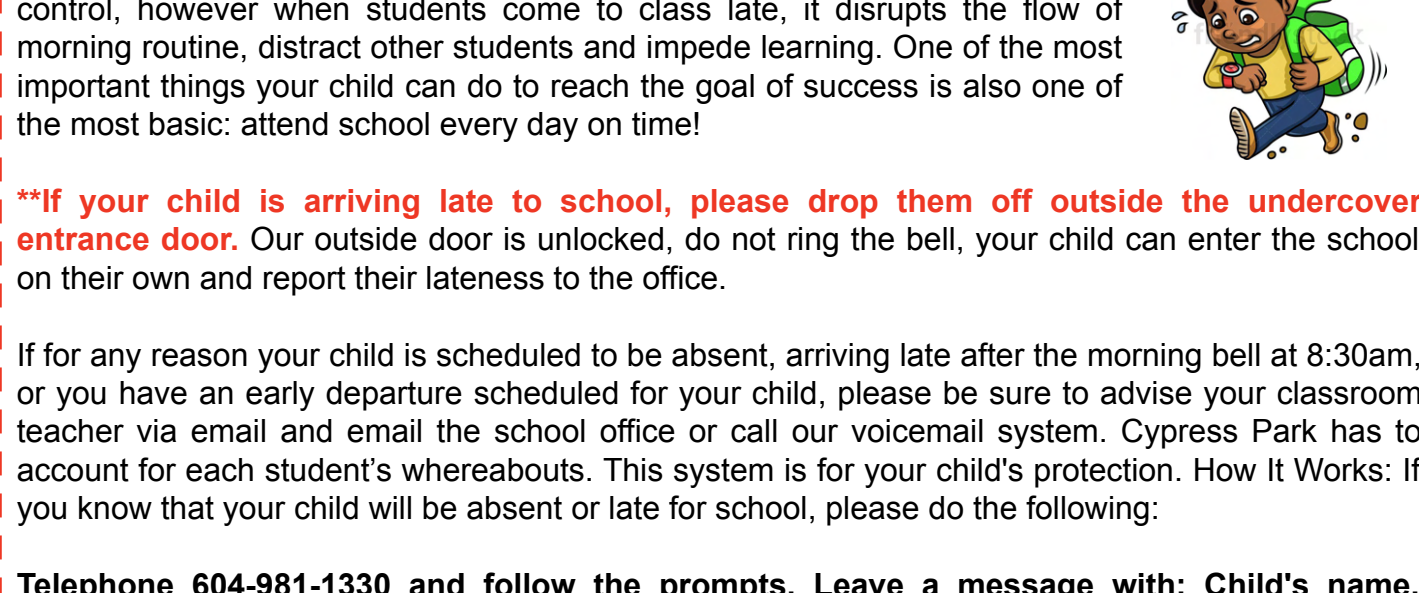 control, however when students come to class late, it disrupts the flow of
morning routine, distract other students and impede learning. One of the most
important things your child can do to reach the goal of success is also one of
the most basic: attend school every day on time!
**If your child is arriving late to school, please drop them off outside the undercover
entrance door. Our outside door is unlocked, do not ring the bell, your child can enter the school
on their own and report their lateness to the office.
If for any reason your child is scheduled to be absent, arriving late after the morning bell at 8:30am,
or you have an early departure scheduled for your child, please be sure to advise your classroom
teacher via email and email the school office or call our voicemail system. Cypress Park has to
account for each student’s whereabouts. This system is for your child's protection. How It Works: If
you know that your child will be absent or late for school, please do the following:
Telephone 604-981-1330 and follow the prompts. Leave a message with: Child's name,